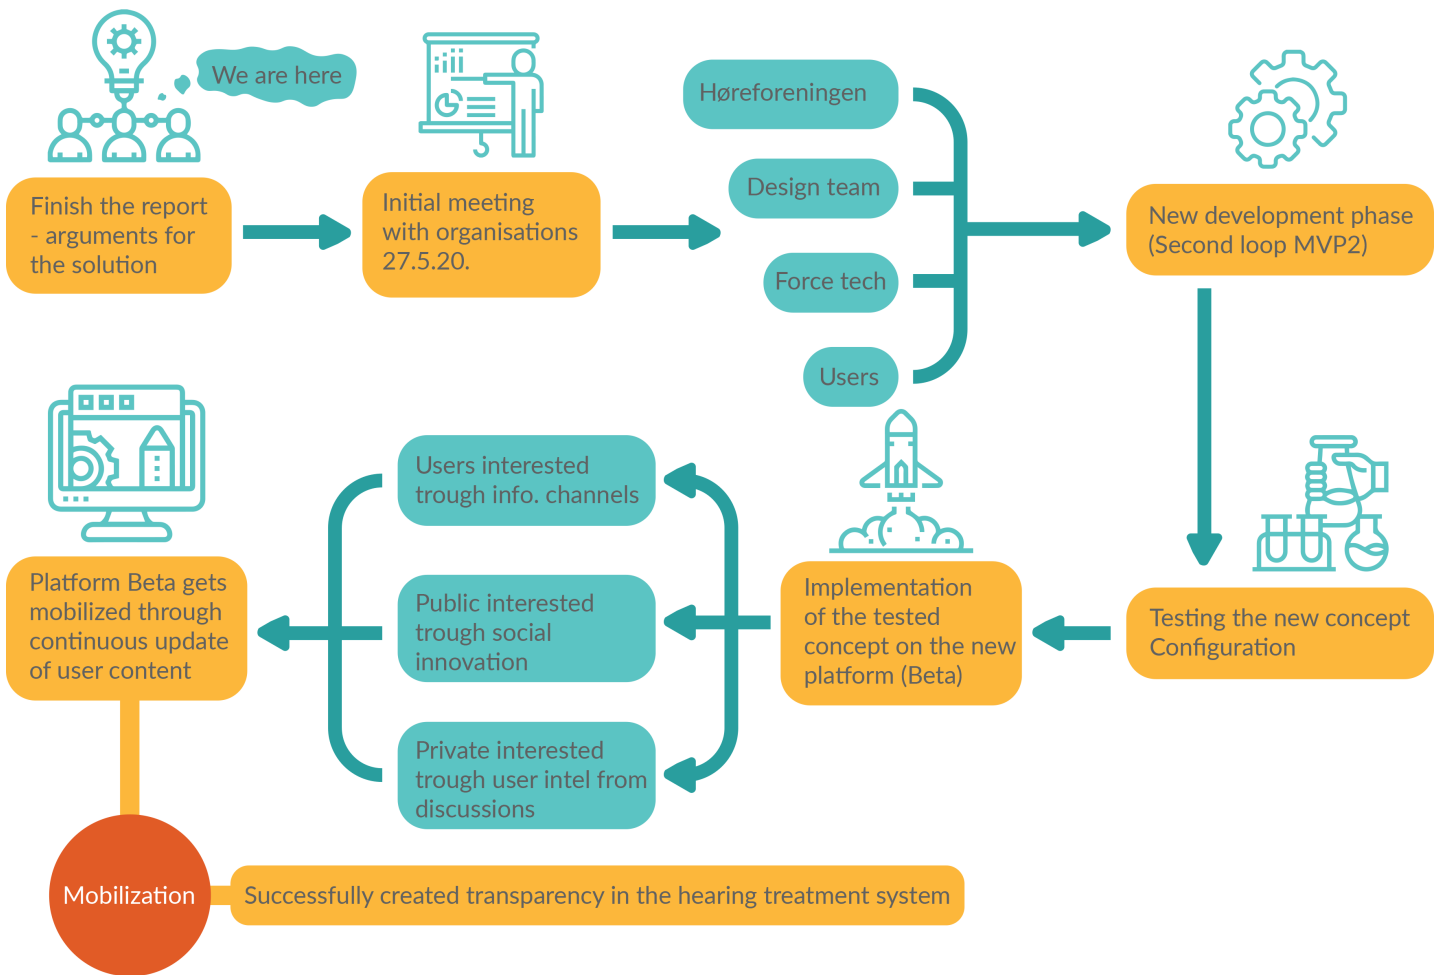 We are here
Finish the report
- arguments for
the solution
Initial meeting
with organisations
27.5.20.
Høreforeningen
Design team
Force tech
Users
New development phase
(Second loop MVP2)
Testing the new concept
Configuration
Implementation
of the tested
concept on the new
platform (Beta)
Users interested
trough info. channels
Public interested
trough social
innovation
Private interested
trough user intel from
discussions
Platform Beta gets
mobilized through
continuous update
of user content
Mobilization
Successfully created transparency in the hearing treatment system